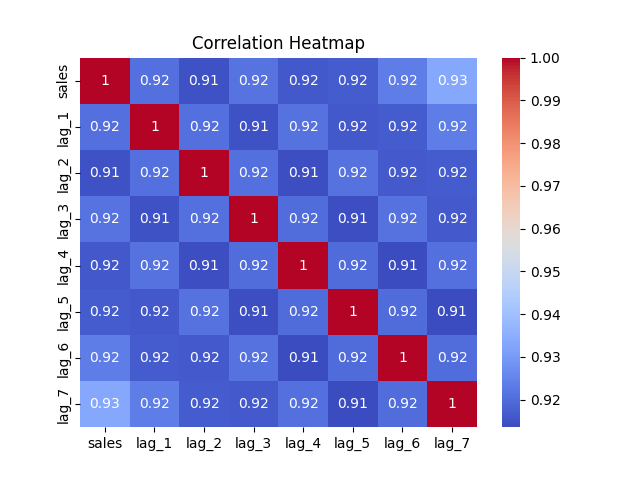 Correlation Heatmap
sales 1 0.92 0.91 0.92 0.92 0.92 0.92 0.93
lag_1 0.92 1 0.92 0.91 0.92 0.92 0.92 0.92
lag_2 0.91 0.92 1 0.92 0.91 0.92 0.92 0.92
lag_3 0.92 0.91 0.92 1 0.92 0.91 0.92 0.92
lag_4 0.92 0.92 0.91 0.92 1 0.92 0.91 0.92
lag_5 0.92 0.92 0.92 0.91 0.92 1 0.92 0.91
lag_6 0.92 0.92 0.92 0.92 0.91 0.92 1 0.92
lag_7 0.93 0.92 0.92 0.92 0.92 0.91 0.92 1
sales lag_1 lag_2 lag_3 lag_4 lag_5 lag_6 lag_7
1.00
0.99
0.98
0.97
0.96
0.95
0.94
0.93
0.92